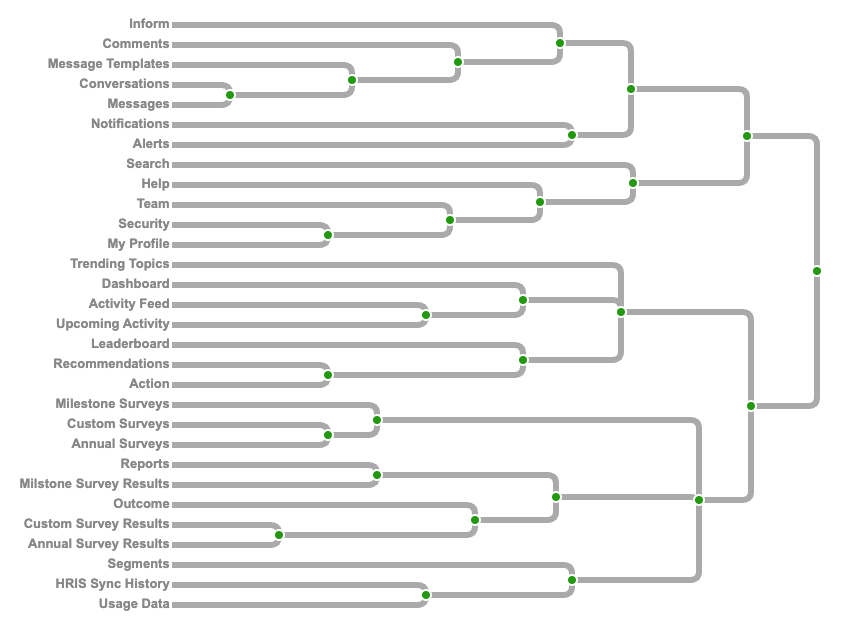 Inform
Comments
Message Templates
Conversations
Messages
Notifications
Alerts
Search
Help
Team
Security
My Profile
Trending Topics
Dashboard
Activity Feed
Upcoming Activity
Leaderboard
Recommendations
Action
Milestone Surveys
Custom Surveys
Annual Surveys
Reports
Milstone Survey Results
Outcome
Custom Survey Results
Annual Survey Results
Segments
HRIS Sync History
Usage Data